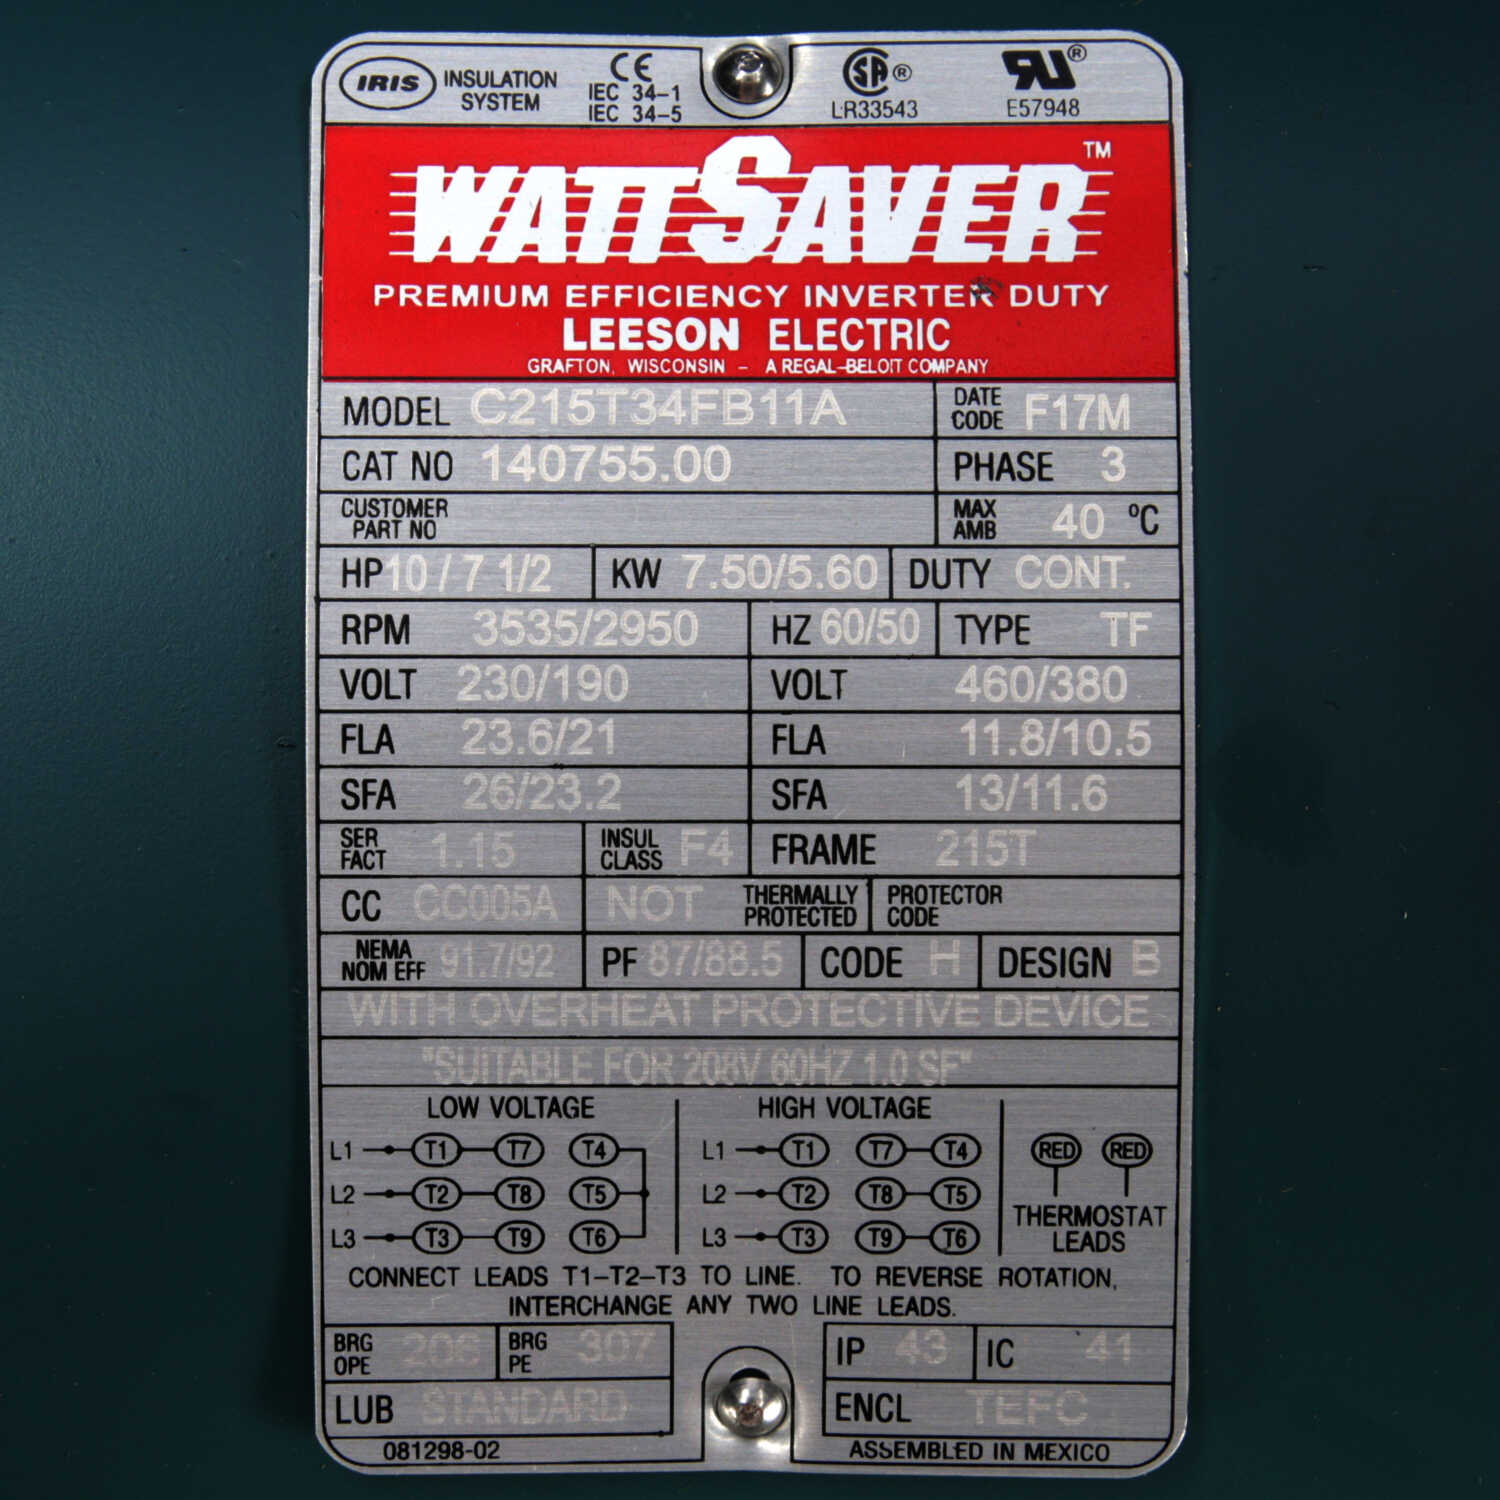 IRIS INSULATION SYSTEM
CE
IEC 34-1
IEC 34-5
SA ®
LR33543
RU ®
E57948
WATTSAVER ™
PREMIUM EFFICIENCY INVERTER DUTY
LEESON ELECTRIC
GRAFTON, WISCONSIN - A REGAL-BELOIT COMPANY
MODEL C215T34FB11A DATE CODE F17M
CAT NO 140755.00 PHASE 3
CUSTOMER PART NO MAX AMB 40 ºC
HP 10 / 7 1/2 KW 7.50/5.60 DUTY CONT.
RPM 3535/2950 HZ 60/50 TYPE TF
VOLT 230/190 VOLT 460/380
FLA 23.6/21 FLA 11.8/10.5
SFA 26/23.2 SFA 13/11.6
SER FACT 1.15 INSUL CLASS F4 FRAME 215T
CC CC005A NOT THERMALLY PROTECTED PROTECTOR CODE
NEMA NOM EFF 91.7/92 PF 87/88.5 CODE H DESIGN B
WITH OVERHEAT PROTECTIVE DEVICE
"SUITABLE FOR 208V 60HZ 1.0 SF"
LOW VOLTAGE HIGH VOLTAGE
L1 T1 T7 T4 L1 T1 T7 T4 RED RED
L2 T2 T8 T5 L2 T2 T8 T5
L3 T3 T9 T6 L3 T3 T9 T6 THERMOSTAT LEADS
CONNECT LEADS T1-T2-T3 TO LINE. TO REVERSE ROTATION,
INTERCHANGE ANY TWO LINE LEADS.
BRG OPE 206 BRG PE 307 IP 43 IC 41
LUB STANDARD ENCL TEFC
081298-02 ASSEMBLED IN MEXICO